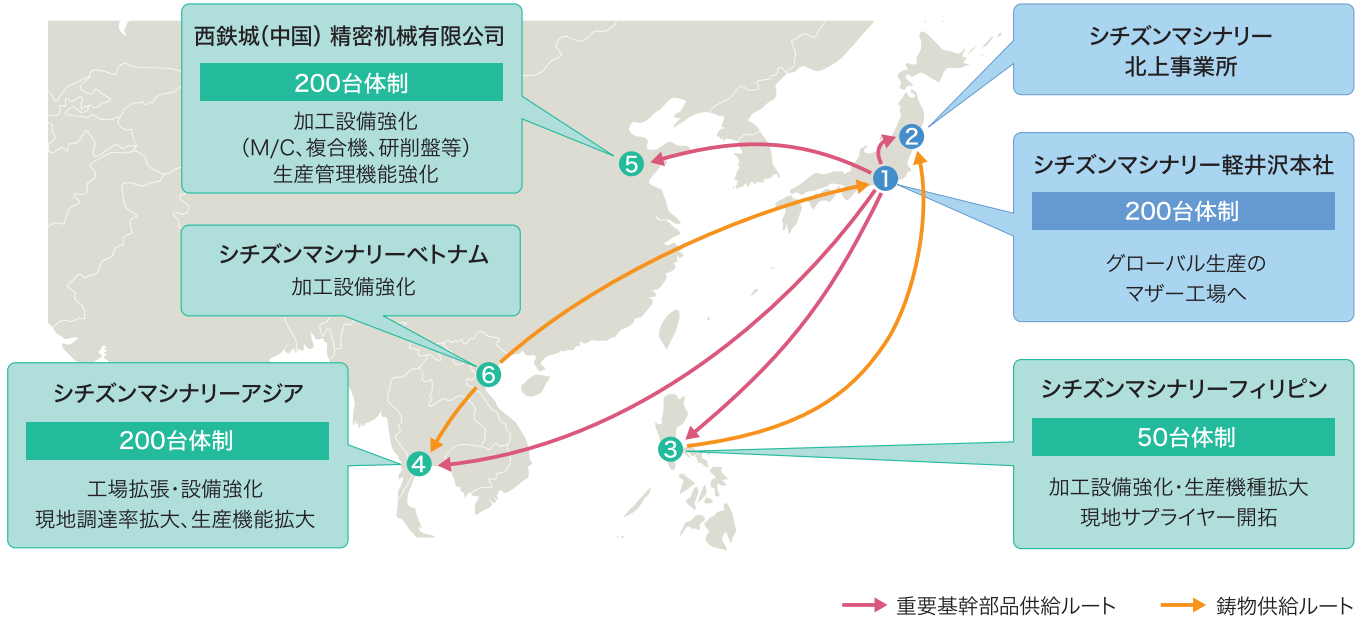 西鉄城（中国） 精密机械有限公司
200台体制
加工設備強化
（M/C、複合機、研削盤等）
生産管理機能強化
シチズンマシナリーベトナム
加工設備強化
シチズンマシナリーアジア
200台体制
工場拡張・設備強化
現地調達率拡大、生産機能拡大
シチズンマシナリー
北上事業所
シチズンマシナリー軽井沢本社
200台体制
グローバル生産の
マザー工場へ
シチズンマシナリーフィリピン
50台体制
加工設備強化・生産機種拡大
現地サプライヤー開拓
2
5
1
6
3
4
重要基幹部品供給ルート
鋳物供給ルート